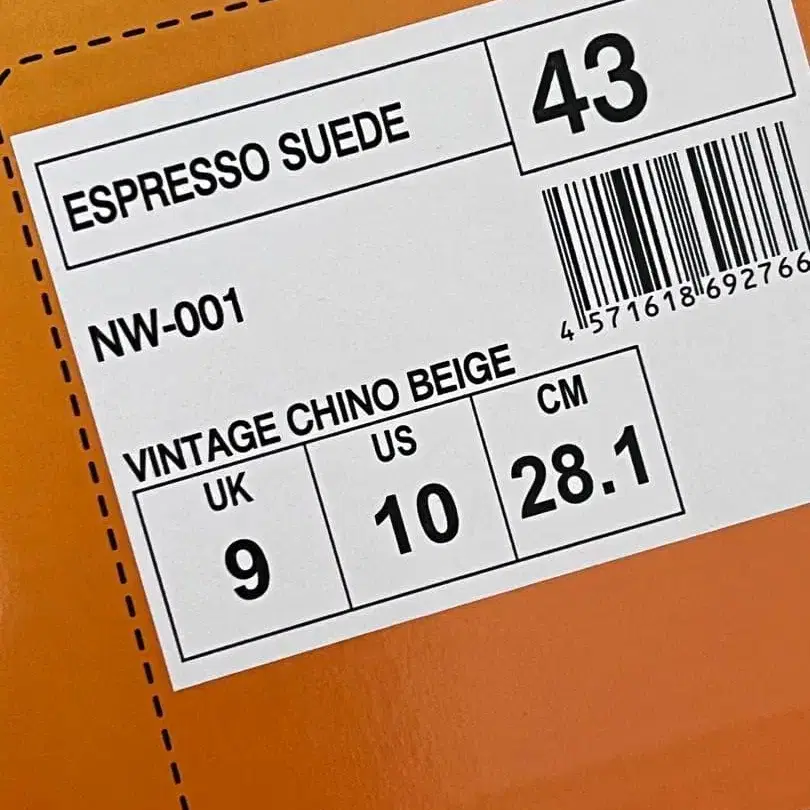 ESPRESSO SUEDE
43
NW-001
4 571618 692766
VINTAGE CHINO BEIGE
UK
US
CM
9
10
28.1